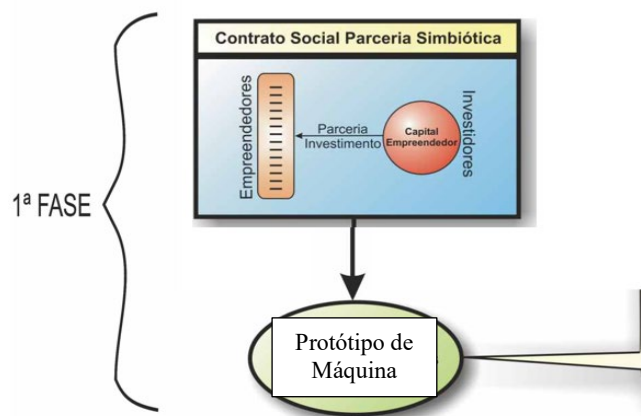 Contrato Social Parceria Simbiótica
Empreendedores
Parceria
Investimento
Capital
Empreendedor
Investidores
1ª FASE
Protótipo de
Máquina